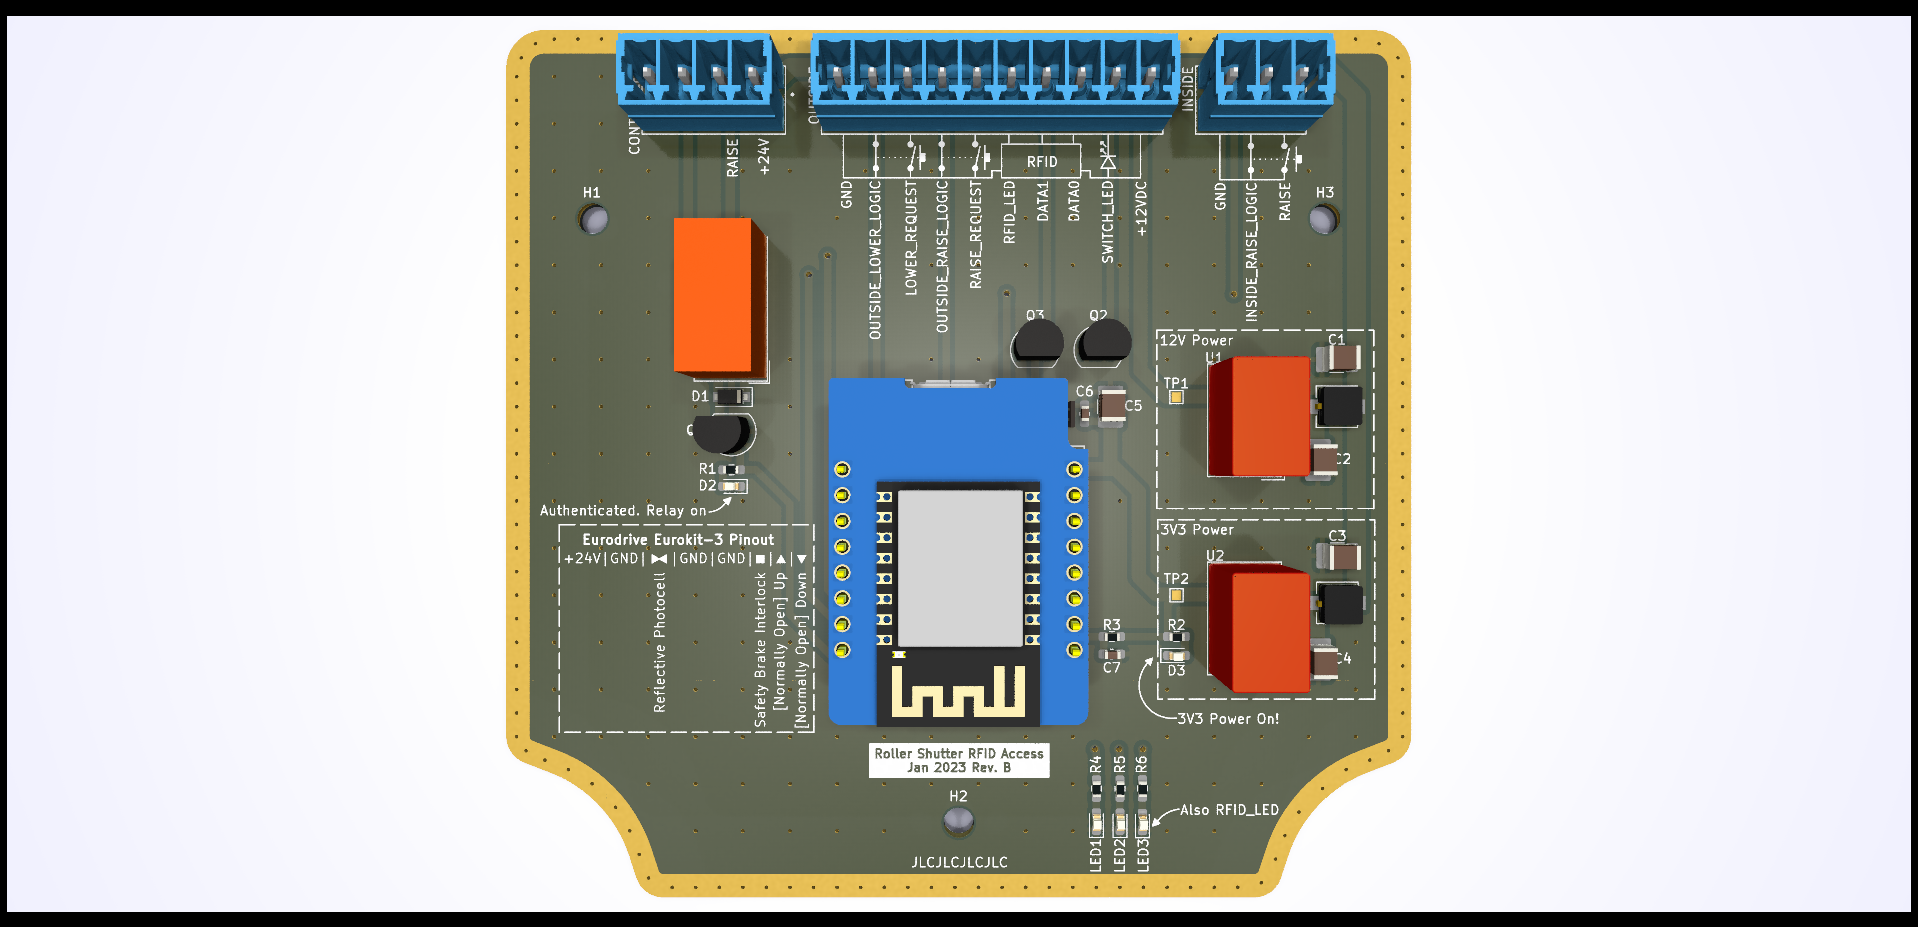 RAISE
+24V
INSIDE
RFID
GND
OUTSIDE_LOWER_LOGIC
LOWER_REQUEST
OUTSIDE_RAISE_LOGIC
RAISE_REQUEST
RFID_LED
DATA1
DATA0
SWITCH_LED
+12VDC
GND
INSIDE_RAISE_LOGIC
RAISE
H1
H3
Q3
Q2
12V Power
C1
U1
TP1
D1
C6
C5
C2
R1
D2
Authenticated. Relay on
Eurodrive Eurokit-3 Pinout
+24V|GND|⧓|GND|GND|■|▲|▼
Reflective Photocell
Safety Brake Interlock
[Normally Open] Up
[Normally Open] Down
3V3 Power
C3
U2
TP2
R3
R2
C7
D3
C4
3V3 Power On!
Roller Shutter RFID Access
Jan 2023 Rev. B
R4
R5
R6
H2
Also RFID_LED
LED1
LED2
LED3
JLCJLCJLCJLC